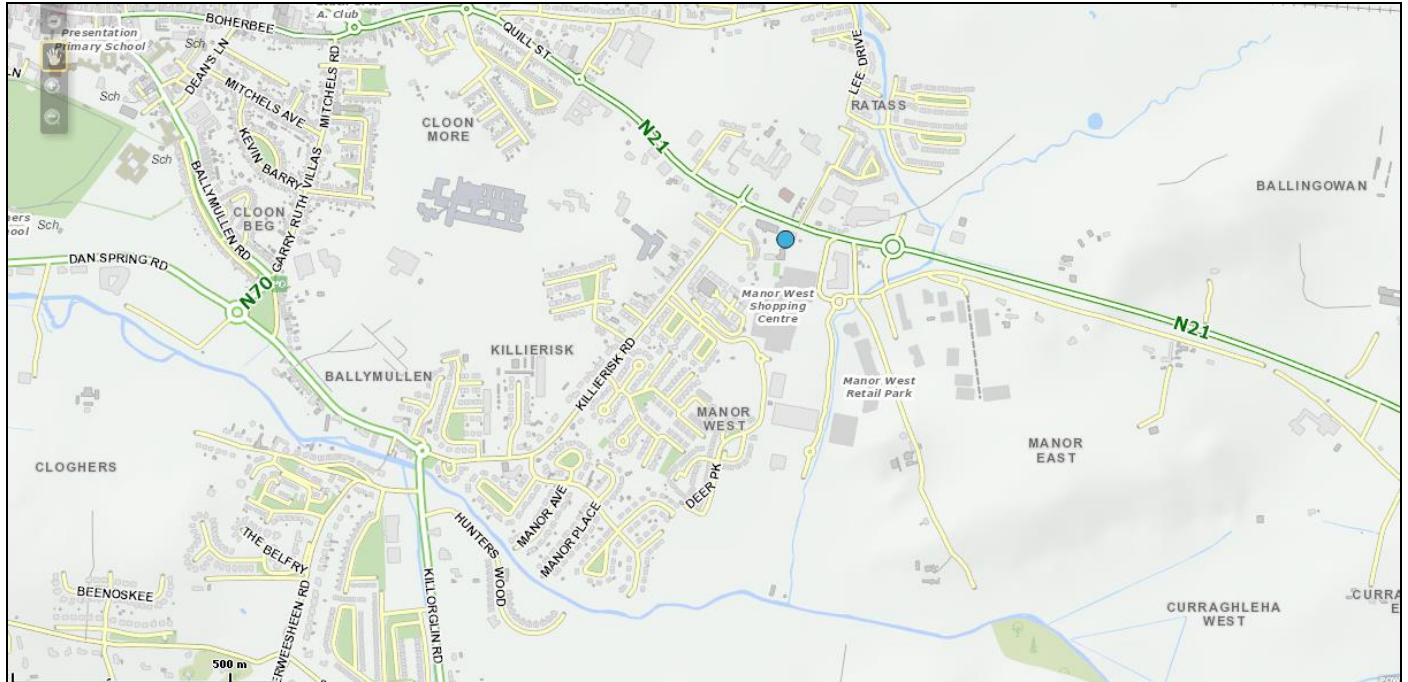 BOHERBEE
A. Club
Presentation
Primary School
Sch
DEAN'S LN
QUILL ST
LEE DRIVE
LN
Sch
MITCHELS AVE
MITCHELS RD
CLOON
MORE
N21
RATASS
Sch
KEVIN BARRY
VILLAS
BALLINGOWAN
BALLYMULLEN RD
CLOON
BEG
GARRY RUTH
Sch
DAN SPRING RD
N70
Manor West
Shopping
Centre
N21
KILLIERISK
KILLIERISK RD
BALLYMULLEN
Manor West
Retail Park
MANOR
WEST
MANOR
EAST
CLOGHERS
DEER PK
MANOR AVE
MANOR PLACE
HUNTERS WOOD
THE BELFRY
KILLORGLIN RD
BEENOSKEE
CURRAGHLEHA
WEST
500 m